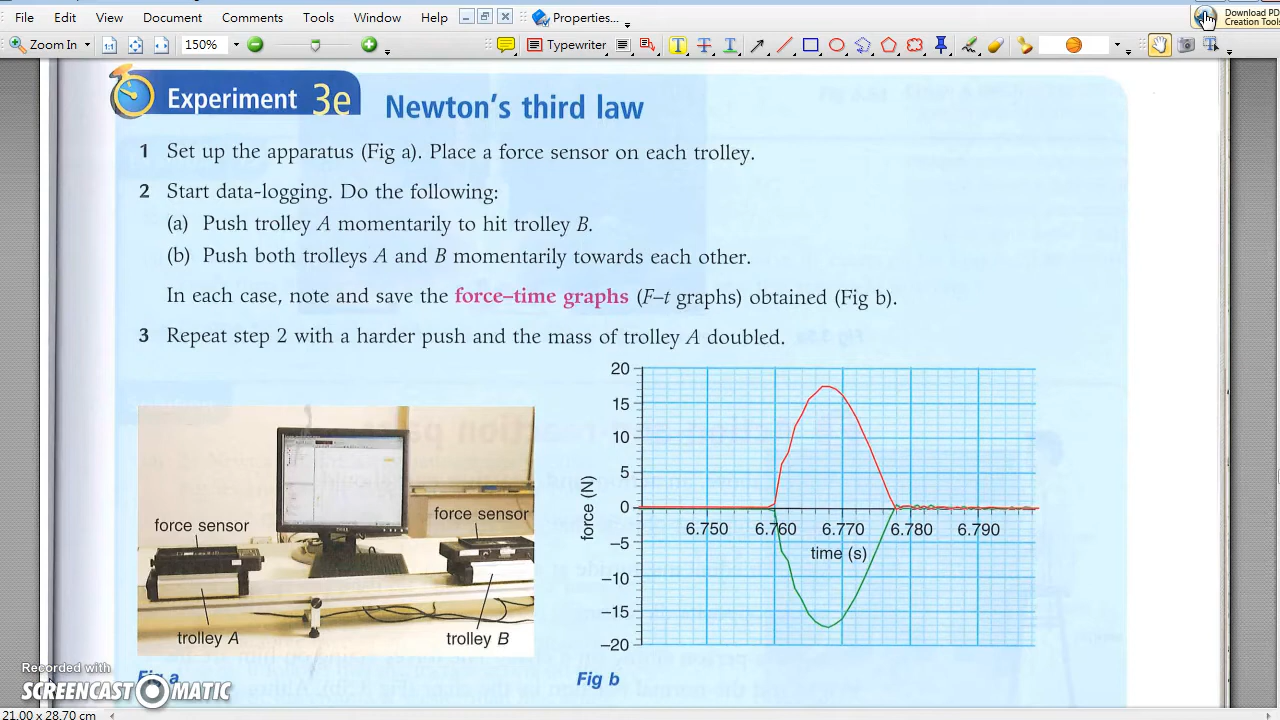 File Edit View Document Comments Tools Window Help Properties...
Download PD
Creation Tools
Zoom In 150% Typewriter
Experiment 3e Newton's third law
1 Set up the apparatus (Fig a). Place a force sensor on each trolley.
2 Start data-logging. Do the following:
(a) Push trolley A momentarily to hit trolley B.
(b) Push both trolleys A and B momentarily towards each other.
In each case, note and save the force–time graphs (F–t graphs) obtained (Fig b).
3 Repeat step 2 with a harder push and the mass of trolley A doubled.
force sensor
force sensor
trolley A
trolley B
Fig a
20
15
10
5
0
–5
–10
–15
–20
force (N)
6.750 6.760 6.770 6.780 6.790
time (s)
Fig b
Recorded with
SCREENCAST MATIC
21.00 x 28.70 cm